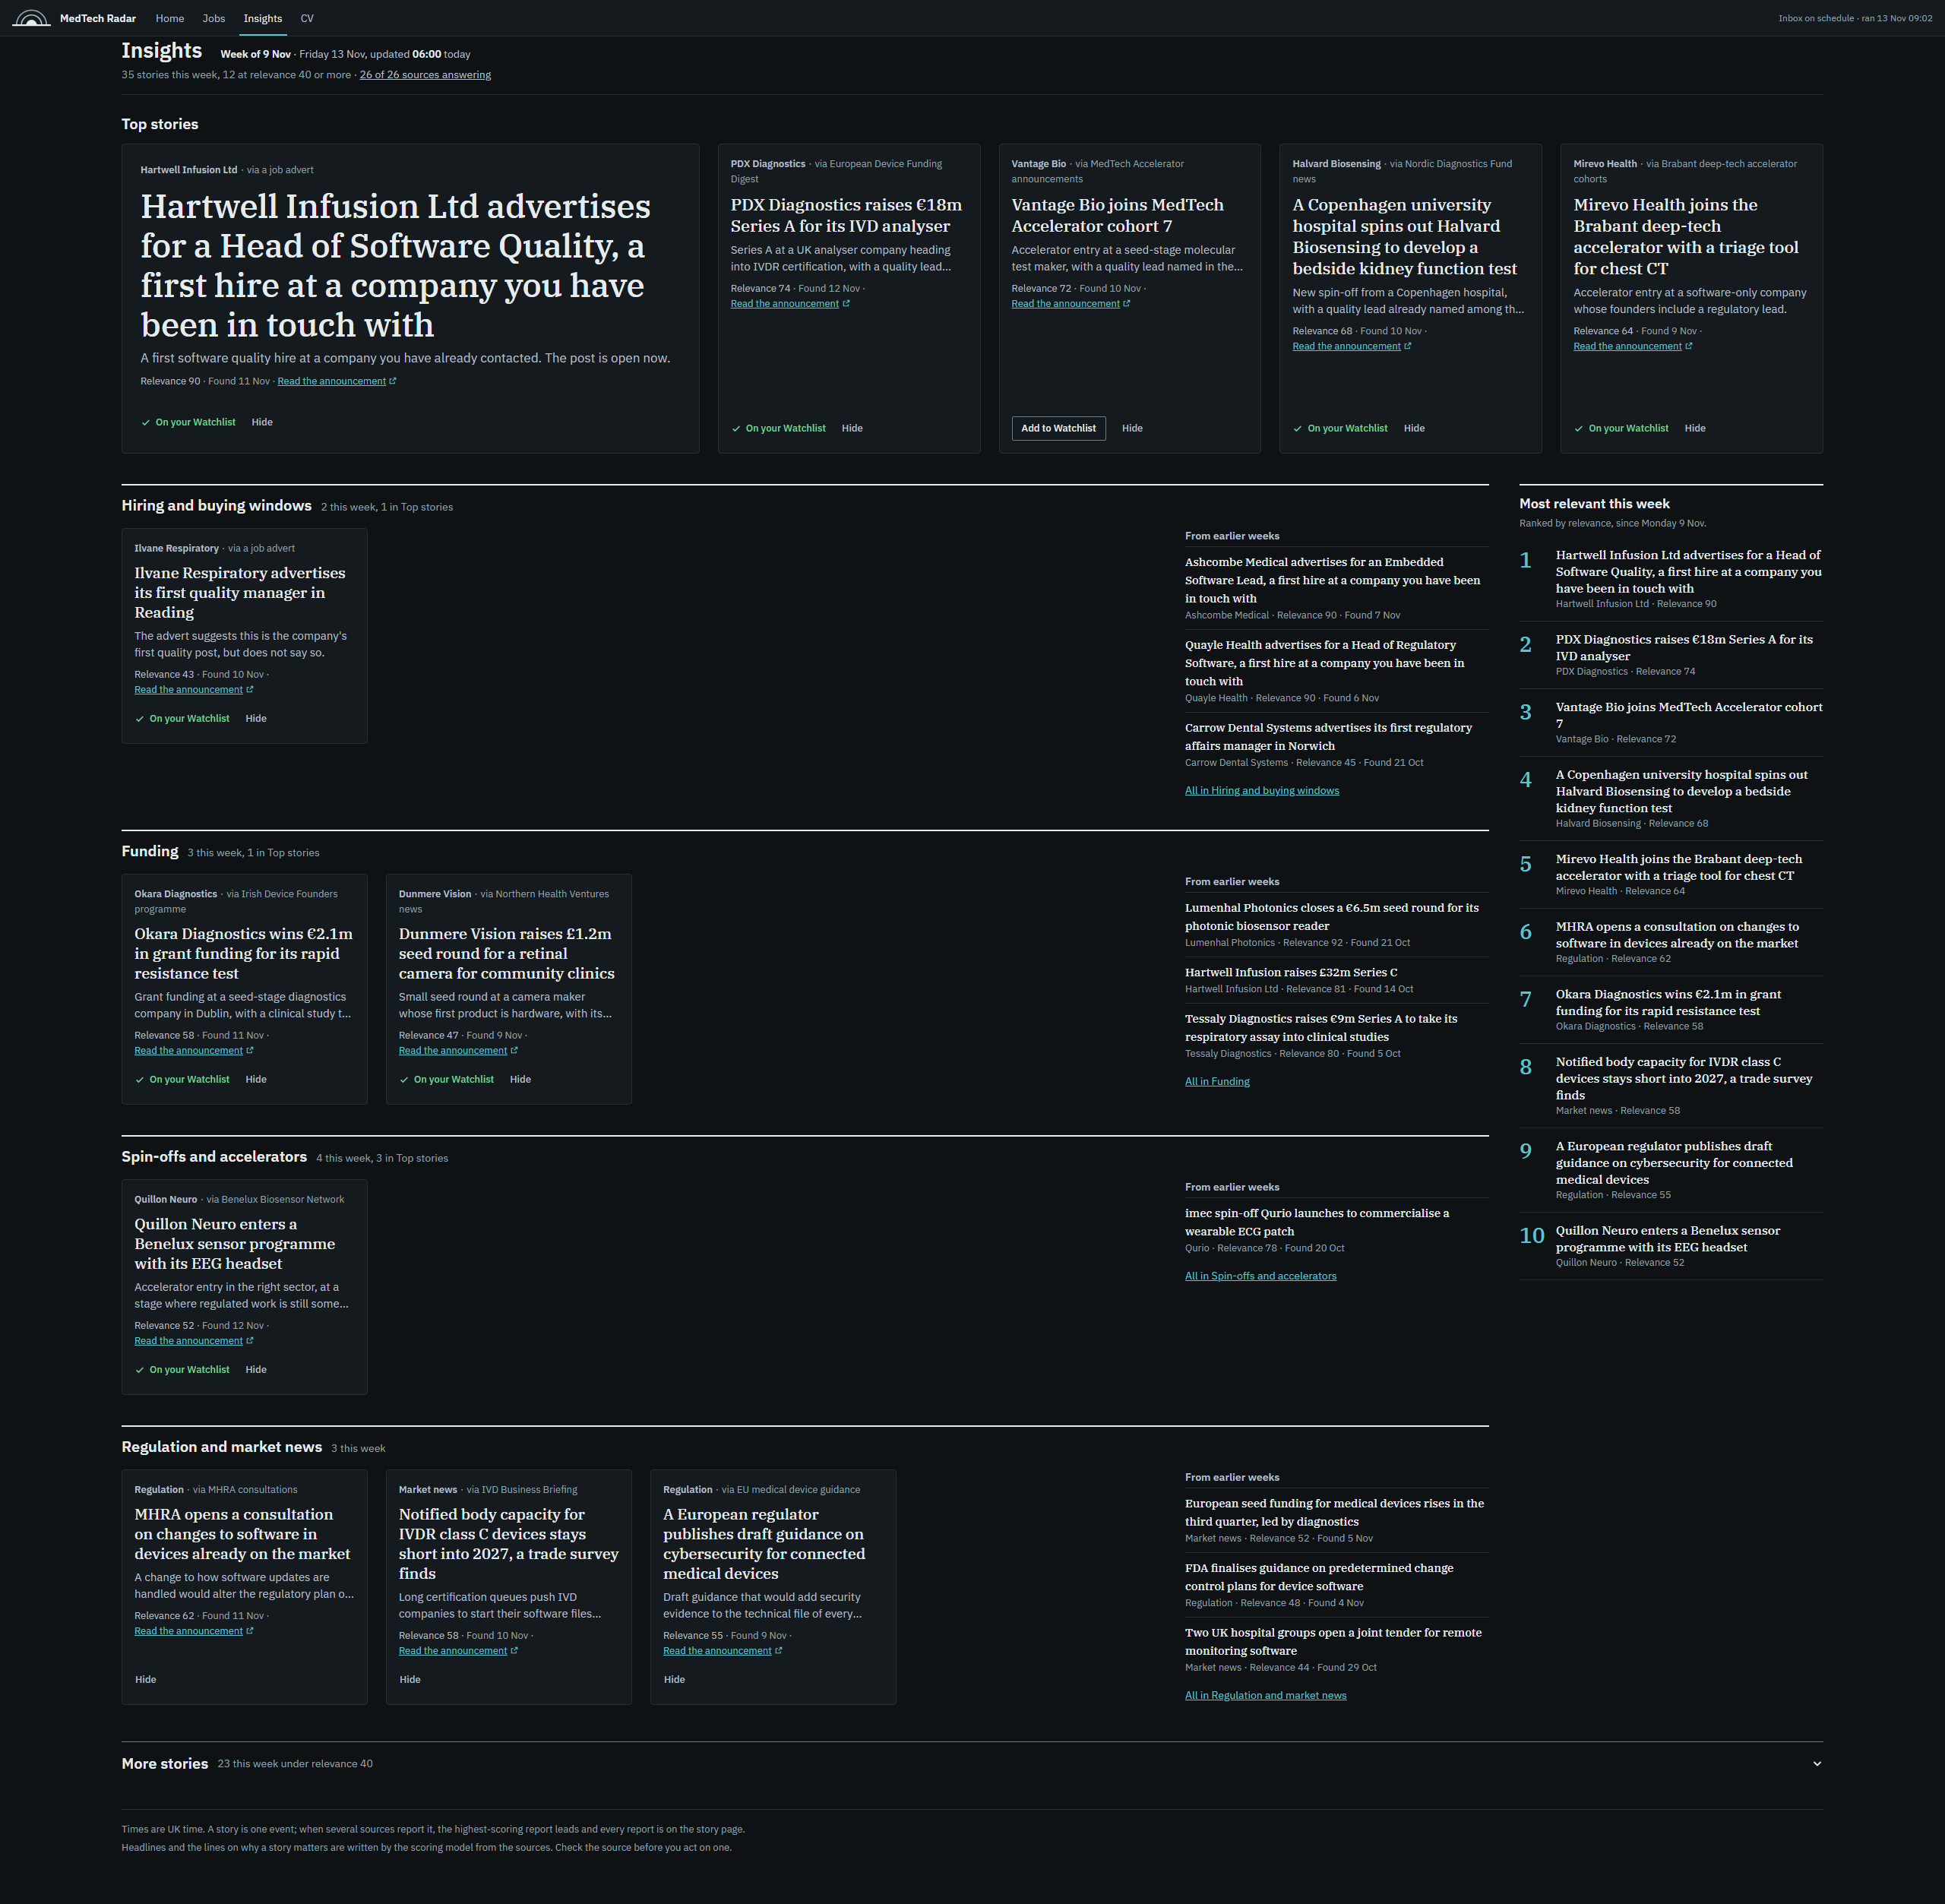 MedTech Radar Home Jobs Insights CV
Inbox on schedule · ran 13 Nov 09:02
Insights Week of 9 Nov · Friday 13 Nov, updated 06:00 today
35 stories this week, 12 at relevance 40 or more · 26 of 26 sources answering
Top stories
Hartwell Infusion Ltd · via a job advert
Hartwell Infusion Ltd advertises
for a Head of Software Quality, a
first hire at a company you have
been in touch with
A first software quality hire at a company you have already contacted. The post is open now.
Relevance 90 · Found 11 Nov · Read the announcement
On your Watchlist Hide
PDX Diagnostics · via European Device Funding
Digest
PDX Diagnostics raises €18m
Series A for its IVD analyser
Series A at a UK analyser company heading
into IVDR certification, with a quality lead…
Relevance 74 · Found 12 Nov ·
Read the announcement
On your Watchlist Hide
Vantage Bio · via MedTech Accelerator
announcements
Vantage Bio joins MedTech
Accelerator cohort 7
Accelerator entry at a seed-stage molecular
test maker, with a quality lead named in the…
Relevance 72 · Found 10 Nov ·
Read the announcement
Add to Watchlist Hide
Halvard Biosensing · via Nordic Diagnostics Fund
news
A Copenhagen university
hospital spins out Halvard
Biosensing to develop a
bedside kidney function test
New spin-off from a Copenhagen hospital,
with a quality lead already named among th…
Relevance 68 · Found 10 Nov ·
Read the announcement
On your Watchlist Hide
Mirevo Health · via Brabant deep-tech accelerator
cohorts
Mirevo Health joins the
Brabant deep-tech
accelerator with a triage tool
for chest CT
Accelerator entry at a software-only company
whose founders include a regulatory lead.
Relevance 64 · Found 9 Nov ·
Read the announcement
On your Watchlist Hide
Hiring and buying windows 2 this week, 1 in Top stories
Ilvane Respiratory · via a job advert
Ilvane Respiratory advertises
its first quality manager in
Reading
The advert suggests this is the company's
first quality post, but does not say so.
Relevance 43 · Found 10 Nov ·
Read the announcement
On your Watchlist Hide
From earlier weeks
Ashcombe Medical advertises for an Embedded
Software Lead, a first hire at a company you have been
in touch with
Ashcombe Medical · Relevance 90 · Found 7 Nov
Quayle Health advertises for a Head of Regulatory
Software, a first hire at a company you have been in
touch with
Quayle Health · Relevance 90 · Found 6 Nov
Carrow Dental Systems advertises its first regulatory
affairs manager in Norwich
Carrow Dental Systems · Relevance 45 · Found 21 Oct
All in Hiring and buying windows
Funding 3 this week, 1 in Top stories
Okara Diagnostics · via Irish Device Founders
programme
Okara Diagnostics wins €2.1m
in grant funding for its rapid
resistance test
Grant funding at a seed-stage diagnostics
company in Dublin, with a clinical study t…
Relevance 58 · Found 11 Nov ·
Read the announcement
On your Watchlist Hide
Dunmere Vision · via Northern Health Ventures
news
Dunmere Vision raises £1.2m
seed round for a retinal
camera for community clinics
Small seed round at a camera maker
whose first product is hardware, with its…
Relevance 47 · Found 9 Nov ·
Read the announcement
On your Watchlist Hide
From earlier weeks
Lumenhal Photonics closes a €6.5m seed round for its
photonic biosensor reader
Lumenhal Photonics · Relevance 92 · Found 21 Oct
Hartwell Infusion raises £32m Series C
Hartwell Infusion Ltd · Relevance 81 · Found 14 Oct
Tessaly Diagnostics raises €9m Series A to take its
respiratory assay into clinical studies
Tessaly Diagnostics · Relevance 80 · Found 5 Oct
All in Funding
Spin-offs and accelerators 4 this week, 3 in Top stories
Quillon Neuro · via Benelux Biosensor Network
Quillon Neuro enters a
Benelux sensor programme
with its EEG headset
Accelerator entry in the right sector, at a
stage where regulated work is still some…
Relevance 52 · Found 12 Nov ·
Read the announcement
On your Watchlist Hide
From earlier weeks
imec spin-off Qurio launches to commercialise a
wearable ECG patch
Qurio · Relevance 78 · Found 20 Oct
All in Spin-offs and accelerators
Regulation and market news 3 this week
Regulation · via MHRA consultations
MHRA opens a consultation
on changes to software in
devices already on the market
A change to how software updates are
handled would alter the regulatory plan o…
Relevance 62 · Found 11 Nov ·
Read the announcement
Hide
Market news · via IVD Business Briefing
Notified body capacity for
IVDR class C devices stays
short into 2027, a trade survey
finds
Long certification queues push IVD
companies to start their software files…
Relevance 58 · Found 10 Nov ·
Read the announcement
Hide
Regulation · via EU medical device guidance
A European regulator
publishes draft guidance on
cybersecurity for connected
medical devices
Draft guidance that would add security
evidence to the technical file of every…
Relevance 55 · Found 9 Nov ·
Read the announcement
Hide
From earlier weeks
European seed funding for medical devices rises in the
third quarter, led by diagnostics
Market news · Relevance 52 · Found 5 Nov
FDA finalises guidance on predetermined change
control plans for device software
Regulation · Relevance 48 · Found 4 Nov
Two UK hospital groups open a joint tender for remote
monitoring software
Market news · Relevance 44 · Found 29 Oct
All in Regulation and market news
Most relevant this week
Ranked by relevance, since Monday 9 Nov.
1 Hartwell Infusion Ltd advertises for a Head of
Software Quality, a first hire at a company you
have been in touch with
Hartwell Infusion Ltd · Relevance 90
2 PDX Diagnostics raises €18m Series A for its
IVD analyser
PDX Diagnostics · Relevance 74
3 Vantage Bio joins MedTech Accelerator cohort
7
Vantage Bio · Relevance 72
4 A Copenhagen university hospital spins out
Halvard Biosensing to develop a bedside
kidney function test
Halvard Biosensing · Relevance 68
5 Mirevo Health joins the Brabant deep-tech
accelerator with a triage tool for chest CT
Mirevo Health · Relevance 64
6 MHRA opens a consultation on changes to
software in devices already on the market
Regulation · Relevance 62
7 Okara Diagnostics wins €2.1m in grant
funding for its rapid resistance test
Okara Diagnostics · Relevance 58
8 Notified body capacity for IVDR class C
devices stays short into 2027, a trade survey
finds
Market news · Relevance 58
9 A European regulator publishes draft
guidance on cybersecurity for connected
medical devices
Regulation · Relevance 55
10 Quillon Neuro enters a Benelux sensor
programme with its EEG headset
Quillon Neuro · Relevance 52
More stories 23 this week under relevance 40
Times are UK time. A story is one event; when several sources report it, the highest-scoring report leads and every report is on the story page.
Headlines and the lines on why a story matters are written by the scoring model from the sources. Check the source before you act on one.